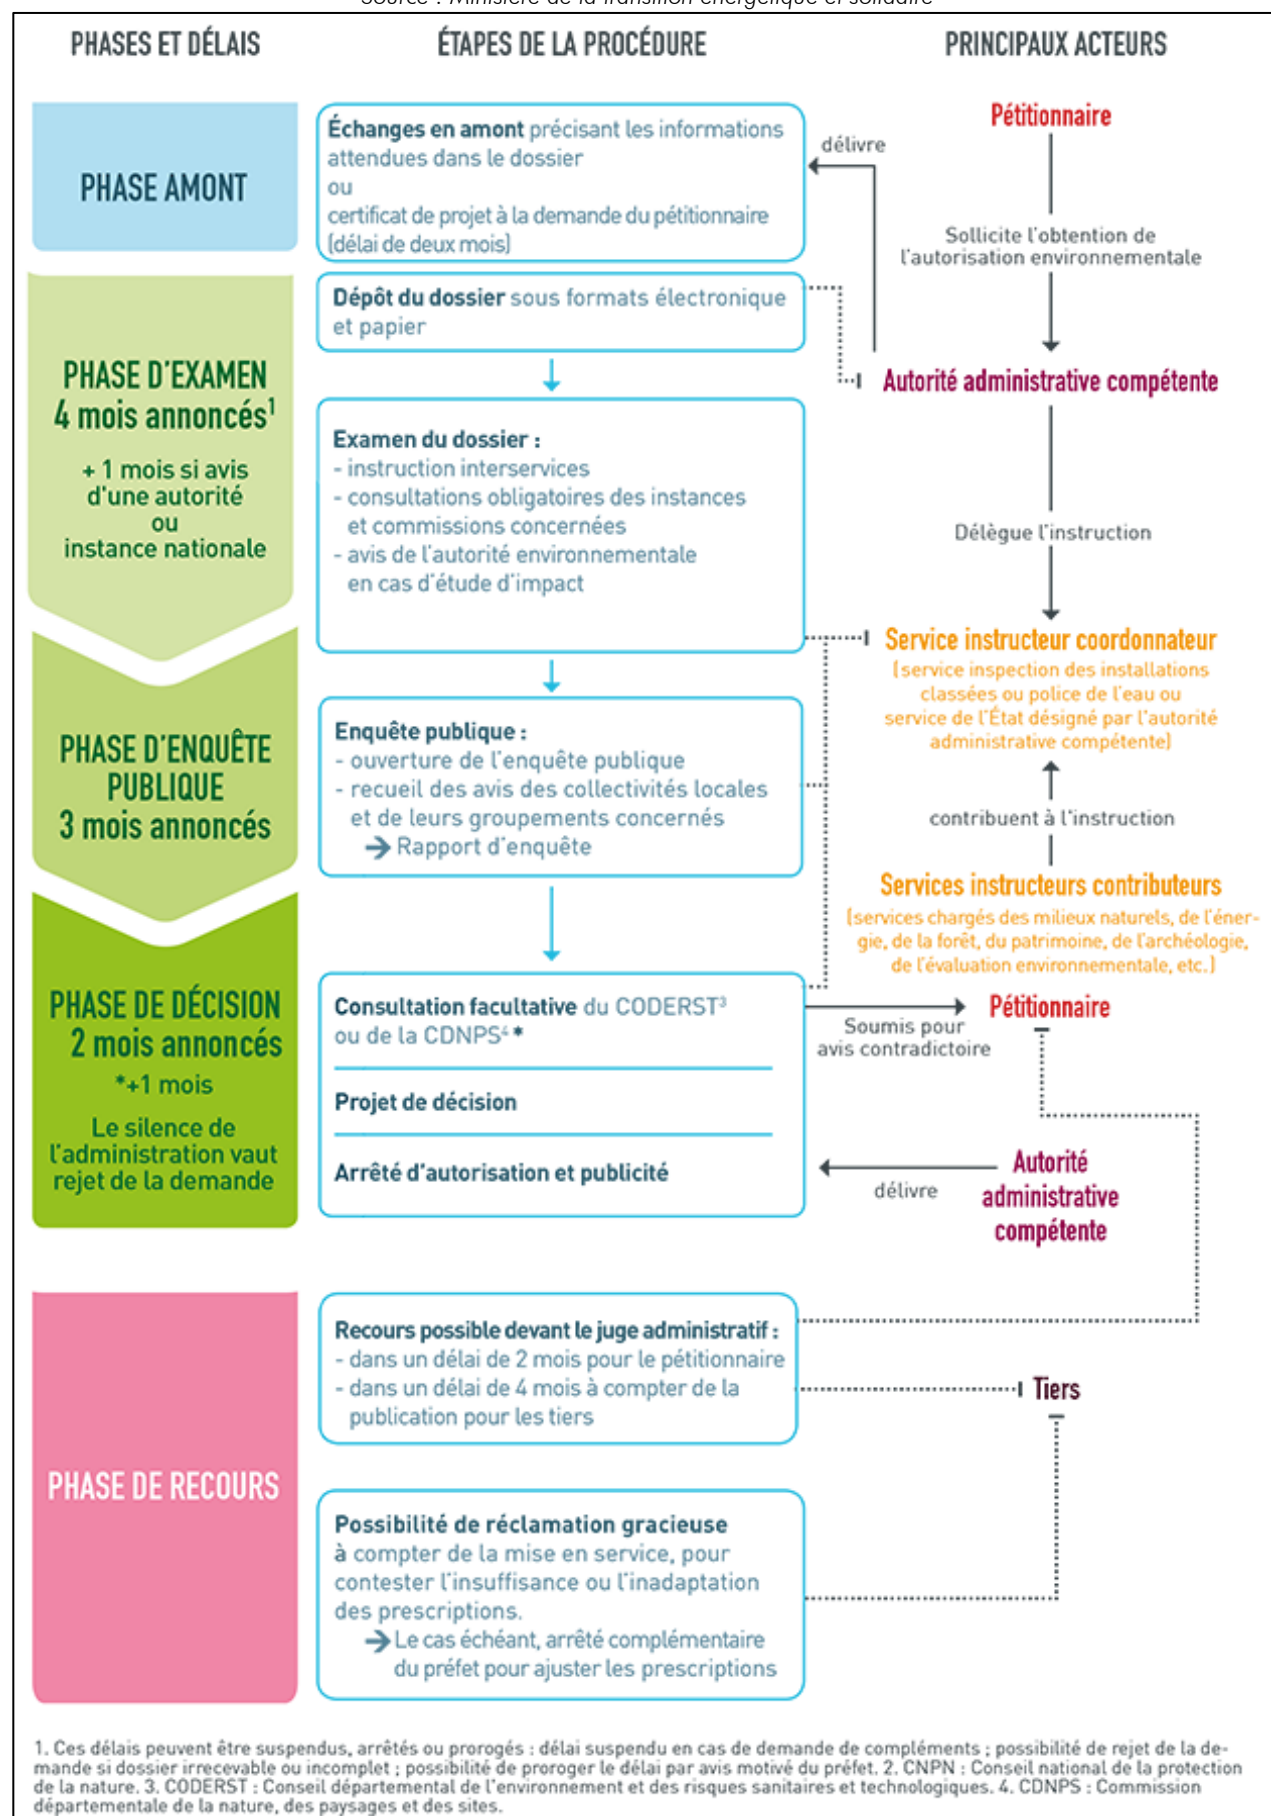 Source : Ministère de la transition énergétique et solidaire
PHASES ET DÉLAIS
ÉTAPES DE LA PROCÉDURE
PRINCIPAUX ACTEURS
PHASE AMONT
Échanges en amont précisant les informations
attendues dans le dossier
ou
certificat de projet à la demande du pétitionnaire
(délai de deux mois)
délivre
Pétitionnaire
Sollicite l'obtention de
l'autorisation environnementale
PHASE D'EXAMEN
4 mois annoncés¹
+ 1 mois si avis
d'une autorité
ou
instance nationale
Dépôt du dossier sous formats électronique
et papier
Autorité administrative compétente
Examen du dossier :
- instruction interservices
- consultations obligatoires des instances
et commissions concernées
- avis de l'autorité environnementale
en cas d'étude d'impact
Délègue l'instruction
Service instructeur coordonnateur
(service inspection des installations
classées ou police de l'eau ou
service de l'État désigné par l'autorité
administrative compétente)
PHASE D'ENQUÊTE
PUBLIQUE
3 mois annoncés
Enquête publique :
- ouverture de l'enquête publique
- recueil des avis des collectivités locales
et de leurs groupements concernés
→ Rapport d'enquête
contribuent à l'instruction
Services instructeurs contributeurs
(services chargés des milieux naturels, de l'éner-
gie, de la forêt, du patrimoine, de l'archéologie,
de l'évaluation environnementale, etc.)
PHASE DE DÉCISION
2 mois annoncés
*+1 mois
Le silence de
l'administration vaut
rejet de la demande
Consultation facultative du CODERST³
ou de la CDNPS⁴ *
Projet de décision
Arrêté d'autorisation et publicité
Soumis pour
avis contradictoire
Pétitionnaire
délivre
Autorité
administrative
compétente
PHASE DE RECOURS
Recours possible devant le juge administratif :
- dans un délai de 2 mois pour le pétitionnaire
- dans un délai de 4 mois à compter de la
publication pour les tiers
Tiers
Possibilité de réclamation gracieuse
à compter de la mise en service, pour
contester l'insuffisance ou l'inadaptation
des prescriptions.
→ Le cas échéant, arrêté complémentaire
du préfet pour ajuster les prescriptions
1. Ces délais peuvent être suspendus, arrêtés ou prorogés : délai suspendu en cas de demande de compléments ; possibilité de rejet de la de-
mande si dossier irrecevable ou incomplet ; possibilité de proroger le délai par avis motivé du préfet. 2. CNPN : Conseil national de la protection
de la nature. 3. CODERST : Conseil départemental de l'environnement et des risques sanitaires et technologiques. 4. CDNPS : Commission
départementale de la nature, des paysages et des sites.